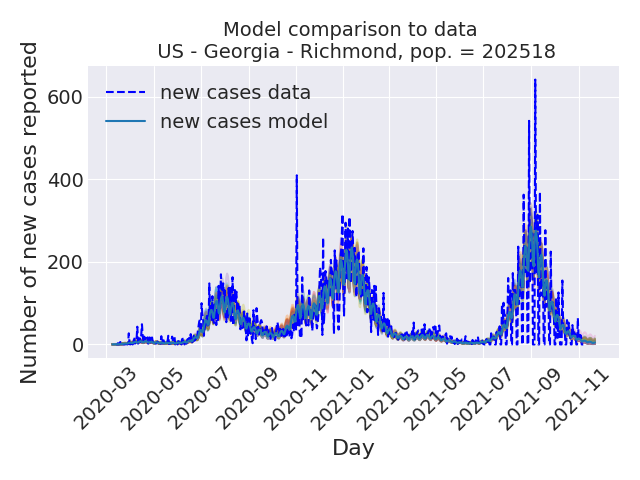 Model comparison to data
US - Georgia - Richmond, pop. = 202518
Number of new cases reported
600
400
200
0
new cases data
new cases model
2020-03
2020-05
2020-07
2020-09
2020-11
2021-01
2021-03
2021-05
2021-07
2021-09
2021-11
Day